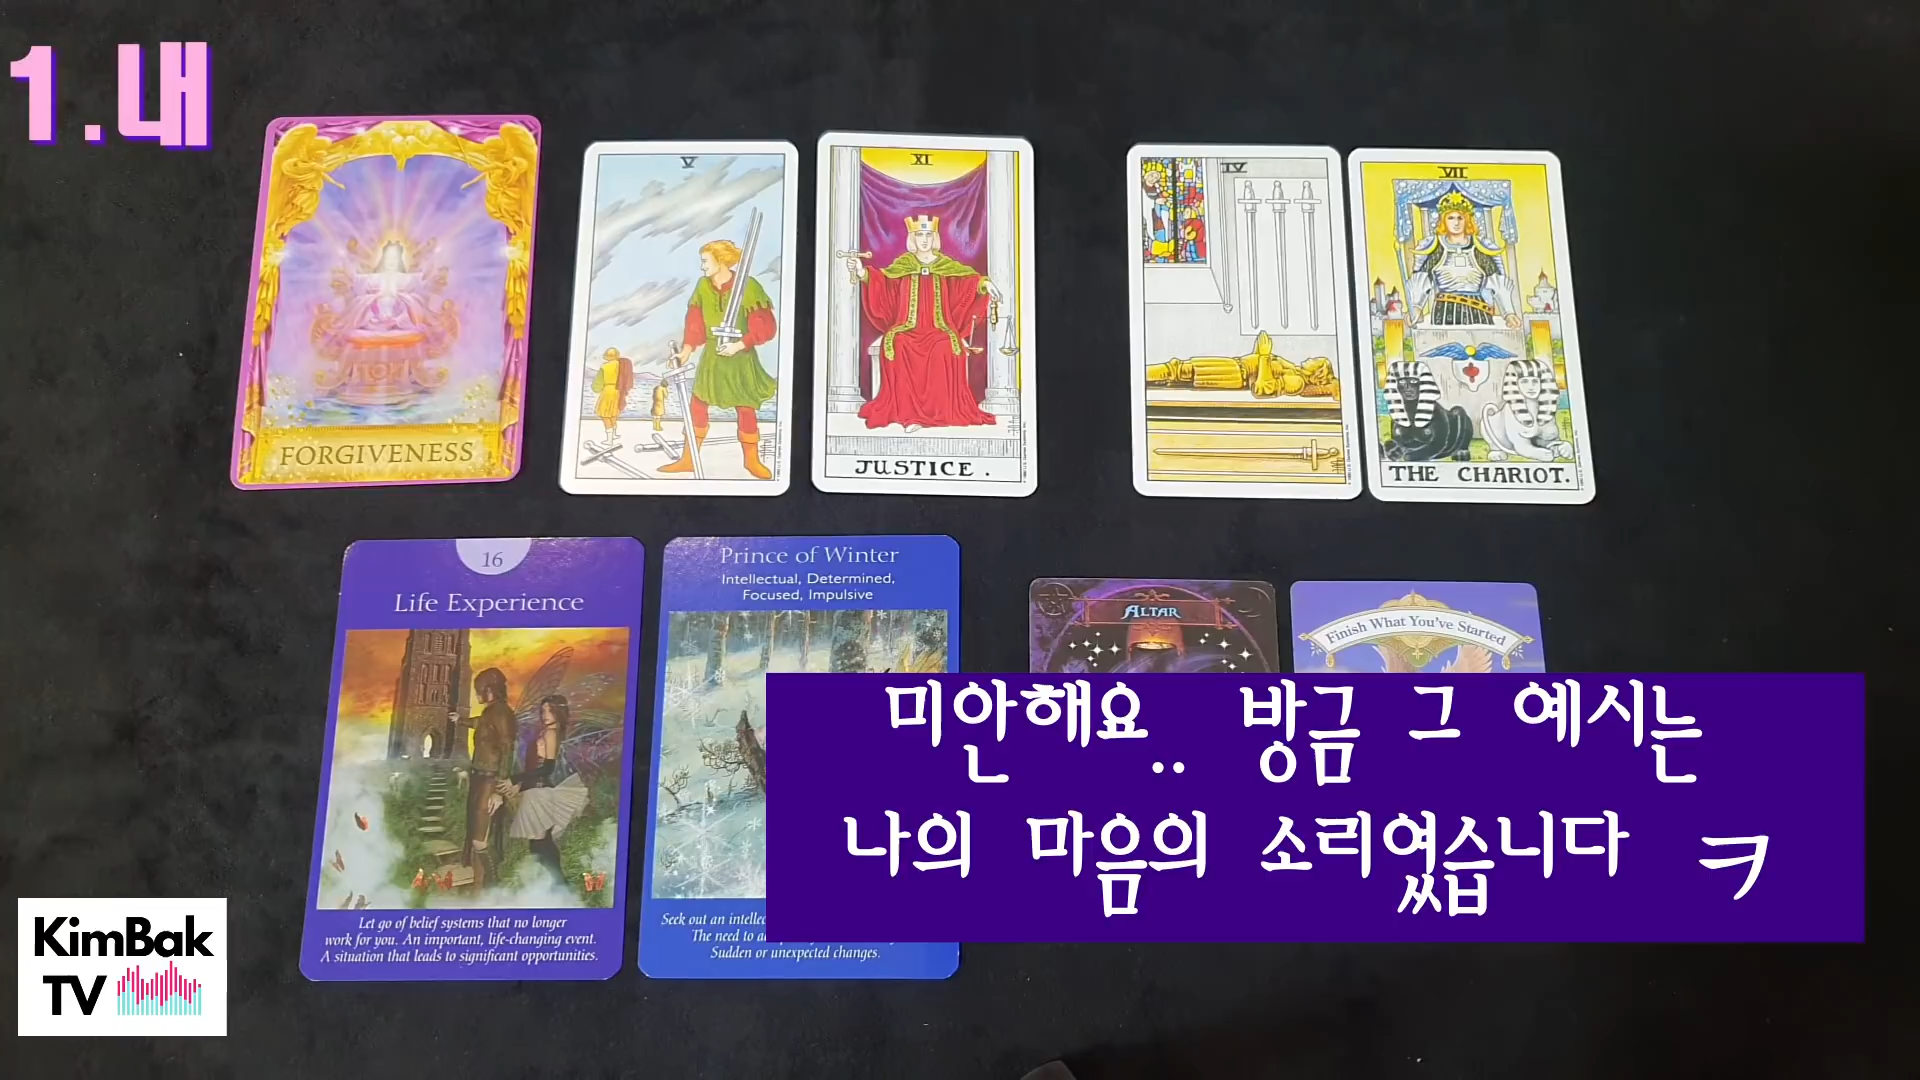 1.내
FORGIVENESS
V
XI
JUSTICE.
IV
VII
THE CHARIOT.
16
Life Experience
Let go of belief systems that no longer
work for you. An important, life-changing event.
A situation that leads to significant opportunities.
Prince of Winter
Intellectual, Determined,
Focused, Impulsive
Seek out an
The need to
Sudden or unexpected changes.
ALTAR
Finish What You've Started
미안해요.. 방금 그 예시는
나의 마음의 소리였습니다 ㅋ
KimBak
TV